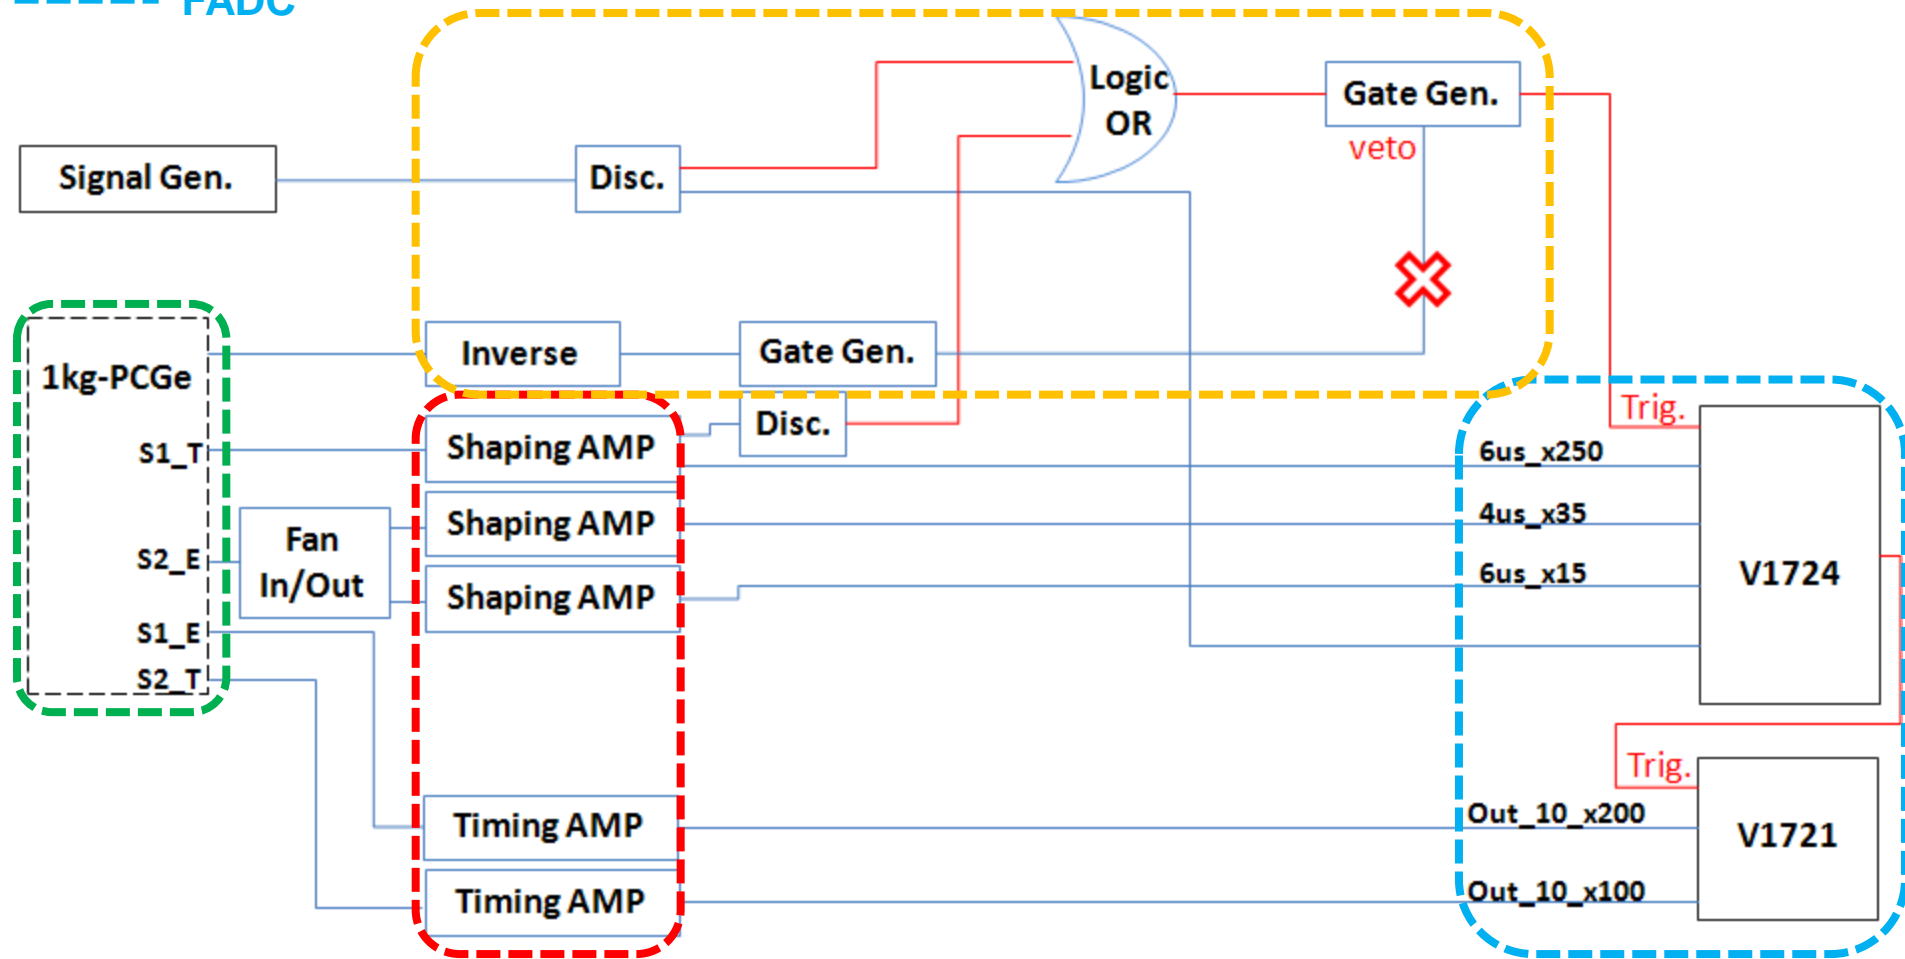 FADC
Logic
OR
Gate Gen.
veto
Signal Gen.
Disc.
1kg-PCGe
Inverse
Gate Gen.
Disc.
Trig.
S1_T
Shaping AMP
6us_x250
Shaping AMP
4us_x35
S2_E
Fan
In/Out
Shaping AMP
6us_x15
V1724
S1_E
S2_T
Trig.
Timing AMP
Out_10_x200
V1721
Timing AMP
Out_10_x100